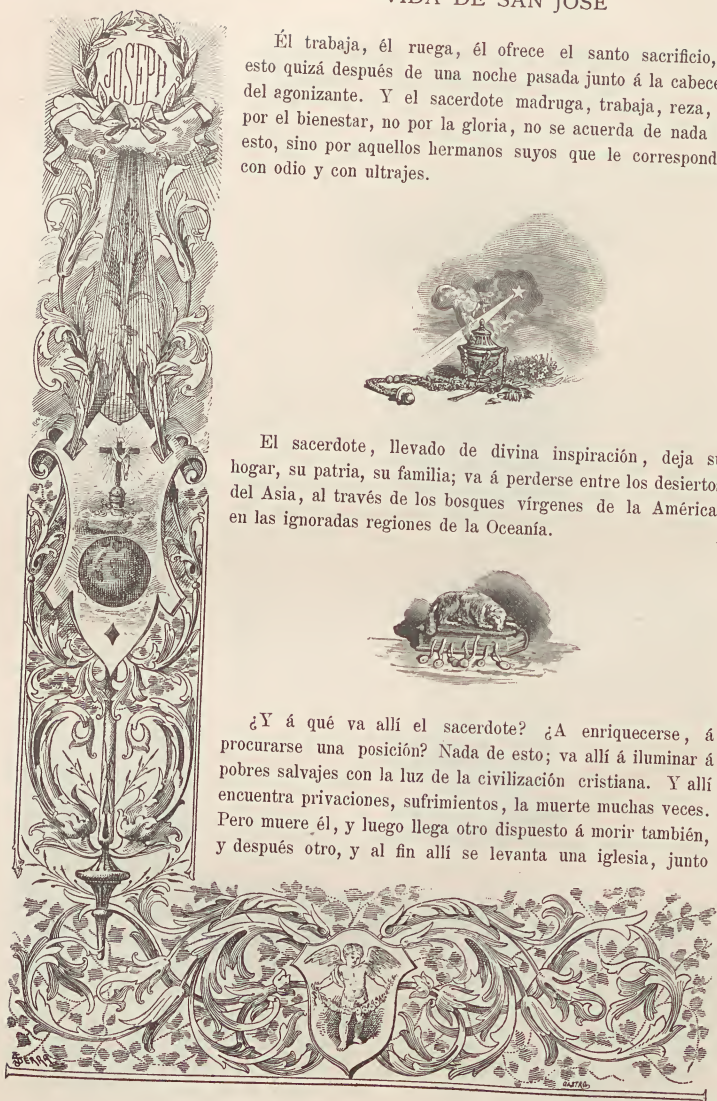 VIDA DE SAN JOSÉ
JOSEPH
Él trabaja, él ruega, él ofrece el santo sacrificio,
esto quizá después de una noche pasada junto á la cabece
del agonizante. Y el sacerdote madruga, trabaja, reza,
por el bienestar, no por la gloria, no se acuerda de nada
esto, sino por aquellos hermanos suyos que le correspond
con odio y con ultrajes.
El sacerdote, llevado de divina inspiración, deja su
hogar, su patria, su familia; va á perderse entre los desierto
del Asia, al través de los bosques vírgenes de la América
en las ignoradas regiones de la Oceanía.
¿Y á qué va allí el sacerdote? ¿A enriquecerse, á
procurarse una posición? Nada de esto; va allí á iluminar á
pobres salvajes con la luz de la civilización cristiana. Y allí
encuentra privaciones, sufrimientos, la muerte muchas veces.
Pero muere él, y luego llega otro dispuesto á morir también,
y después otro, y al fin allí se levanta una iglesia, junto
SERRA
CASTRO